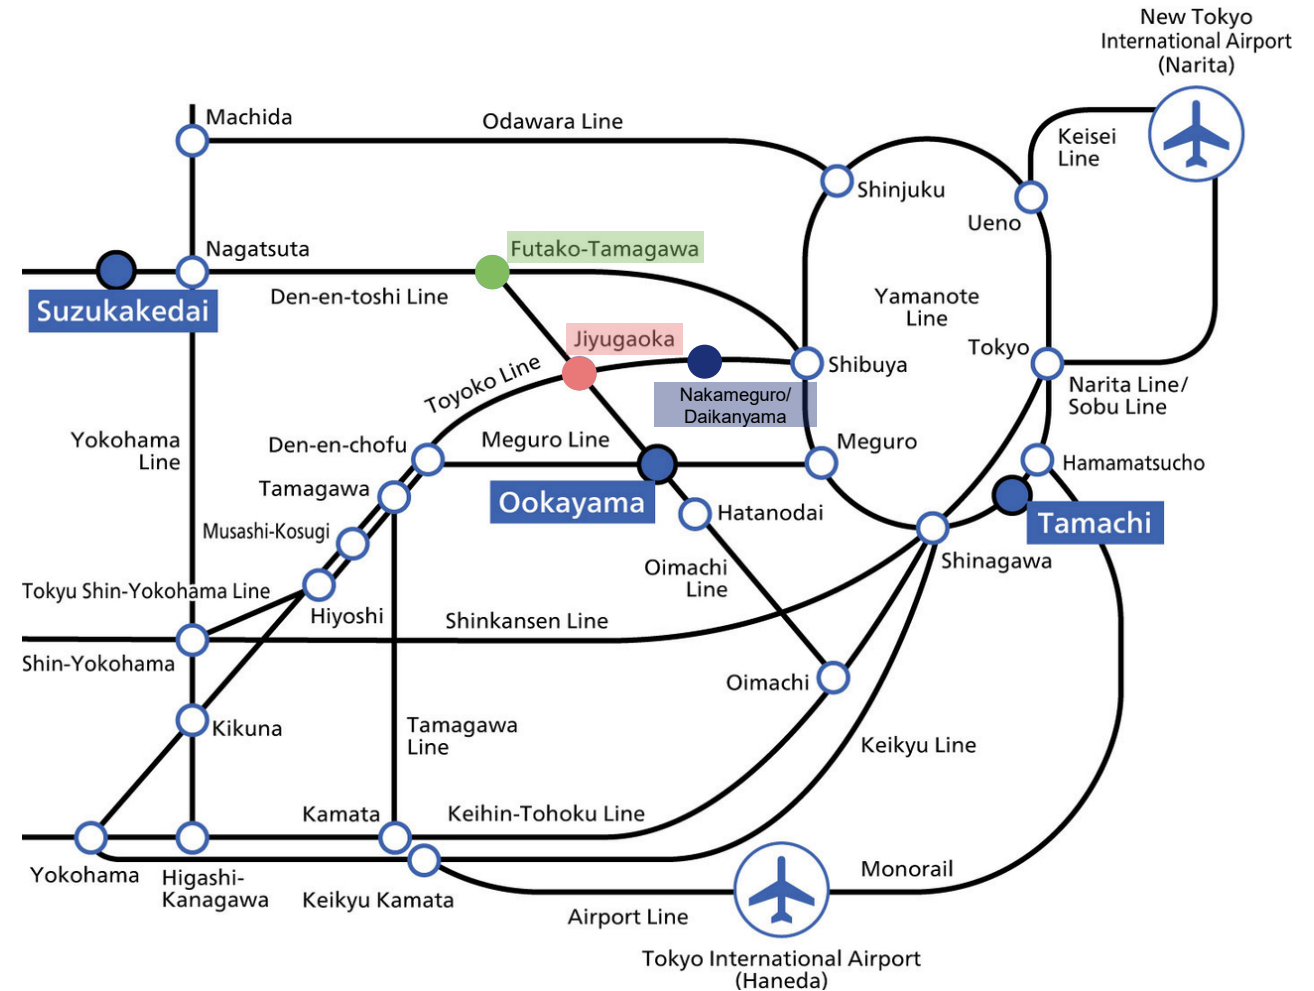 New Tokyo
International Airport
(Narita)
Machida
Odawara Line
Keisei
Line
Shinjuku
Ueno
Nagatsuta
Futako-Tamagawa
Suzukakedai
Den-en-toshi Line
Yamanote
Line
Jiyugaoka
Tokyo
Toyoko Line
Shibuya
Narita Line/
Sobu Line
Nakameguro/
Daikanyama
Yokohama
Line
Den-en-chofu
Meguro Line
Meguro
Hamamatsucho
Tamagawa
Ookayama
Hatanodai
Tamachi
Musashi-Kosugi
Shinagawa
Oimachi
Line
Tokyu Shin-Yokohama Line
Hiyoshi
Shinkansen Line
Shin-Yokohama
Oimachi
Kikuna
Tamagawa
Line
Keikyu Line
Kamata
Keihin-Tohoku Line
Yokohama
Higashi-
Kanagawa
Keikyu Kamata
Monorail
Airport Line
Tokyo International Airport
(Haneda)